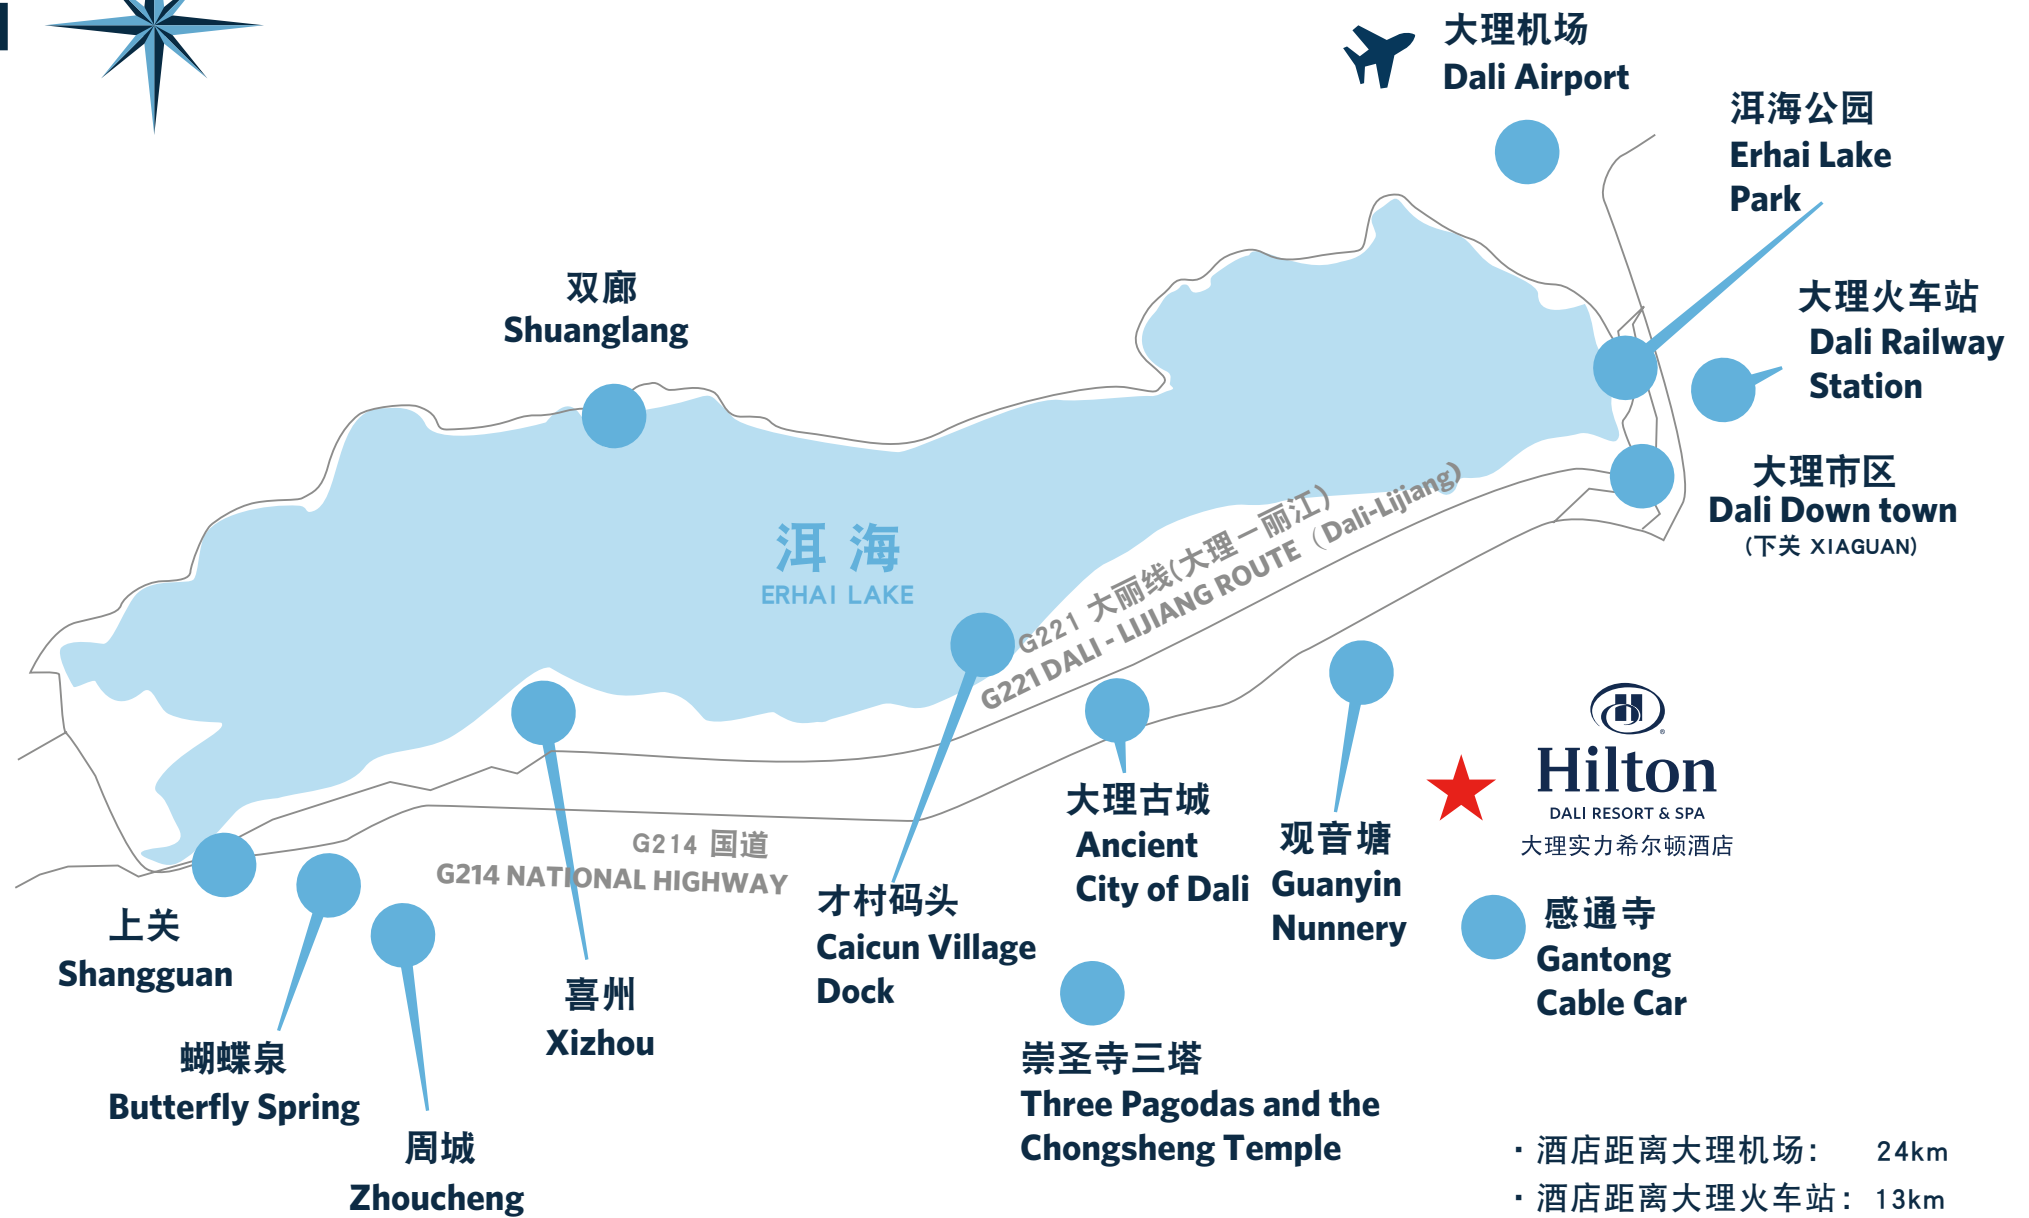 大理机场
Dali Airport
洱海公园
Erhai Lake
Park
双廊
Shuanglang
大理火车站
Dali Railway
Station
大理市区
Dali Down town
(下关 XIAGUAN)
洱 海
ERHAI LAKE
G221 大丽线(大理－丽江)
G221 DALI - LIJIANG ROUTE（Dali-Lijiang)
Hilton
DALI RESORT & SPA
大理实力希尔顿酒店
G214 国道
G214 NATIONAL HIGHWAY
大理古城
Ancient
City of Dali
观音塘
Guanyin
Nunnery
才村码头
Caicun Village
Dock
感通寺
Gantong
Cable Car
上关
Shangguan
喜州
Xizhou
蝴蝶泉
Butterfly Spring
崇圣寺三塔
Three Pagodas and the
Chongsheng Temple
周城
Zhoucheng
· 酒店距离大理机场: 24km
· 酒店距离大理火车站: 13km